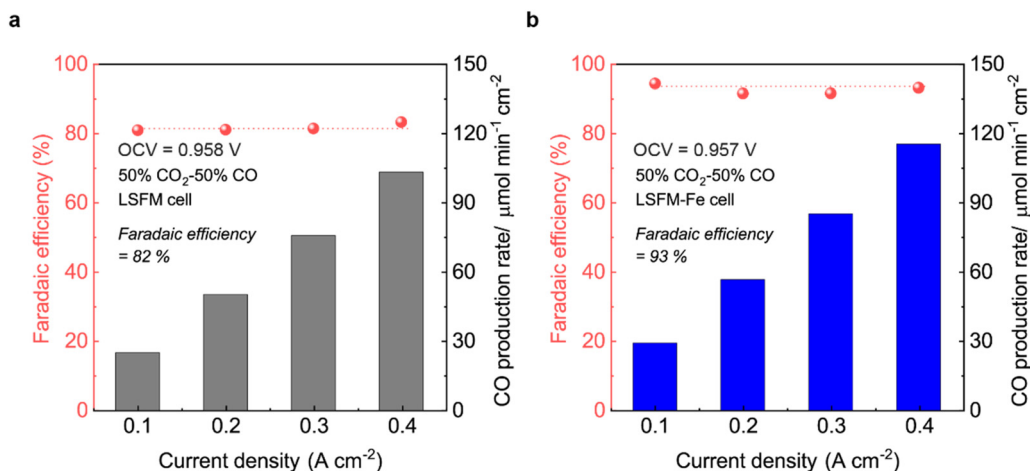 a
100
80
60
40
20
0
Faradaic efficiency (%)
OCV = 0.958 V
50% CO₂-50% CO
LSFM cell
Faradaic efficiency
= 82 %
150
120
90
60
30
0
CO production rate/ μmol min⁻¹ cm⁻²
0.1 0.2 0.3 0.4
Current density (A cm⁻²)
b
100
80
60
40
20
0
Faradaic efficiency (%)
OCV = 0.957 V
50% CO₂-50% CO
LSFM-Fe cell
Faradaic efficiency
= 93 %
150
120
90
60
30
0
CO production rate/ μmol min⁻¹ cm⁻²
0.1 0.2 0.3 0.4
Current density (A cm⁻²)